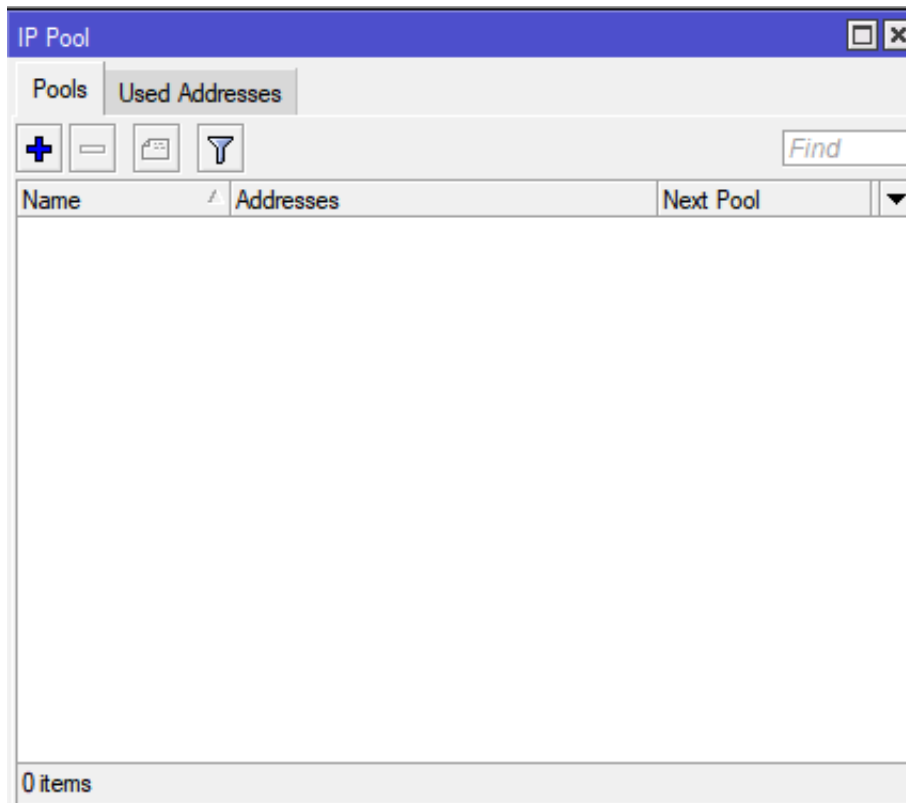 IP Pool
Pools Used Addresses
Find
Name Addresses Next Pool
0 items